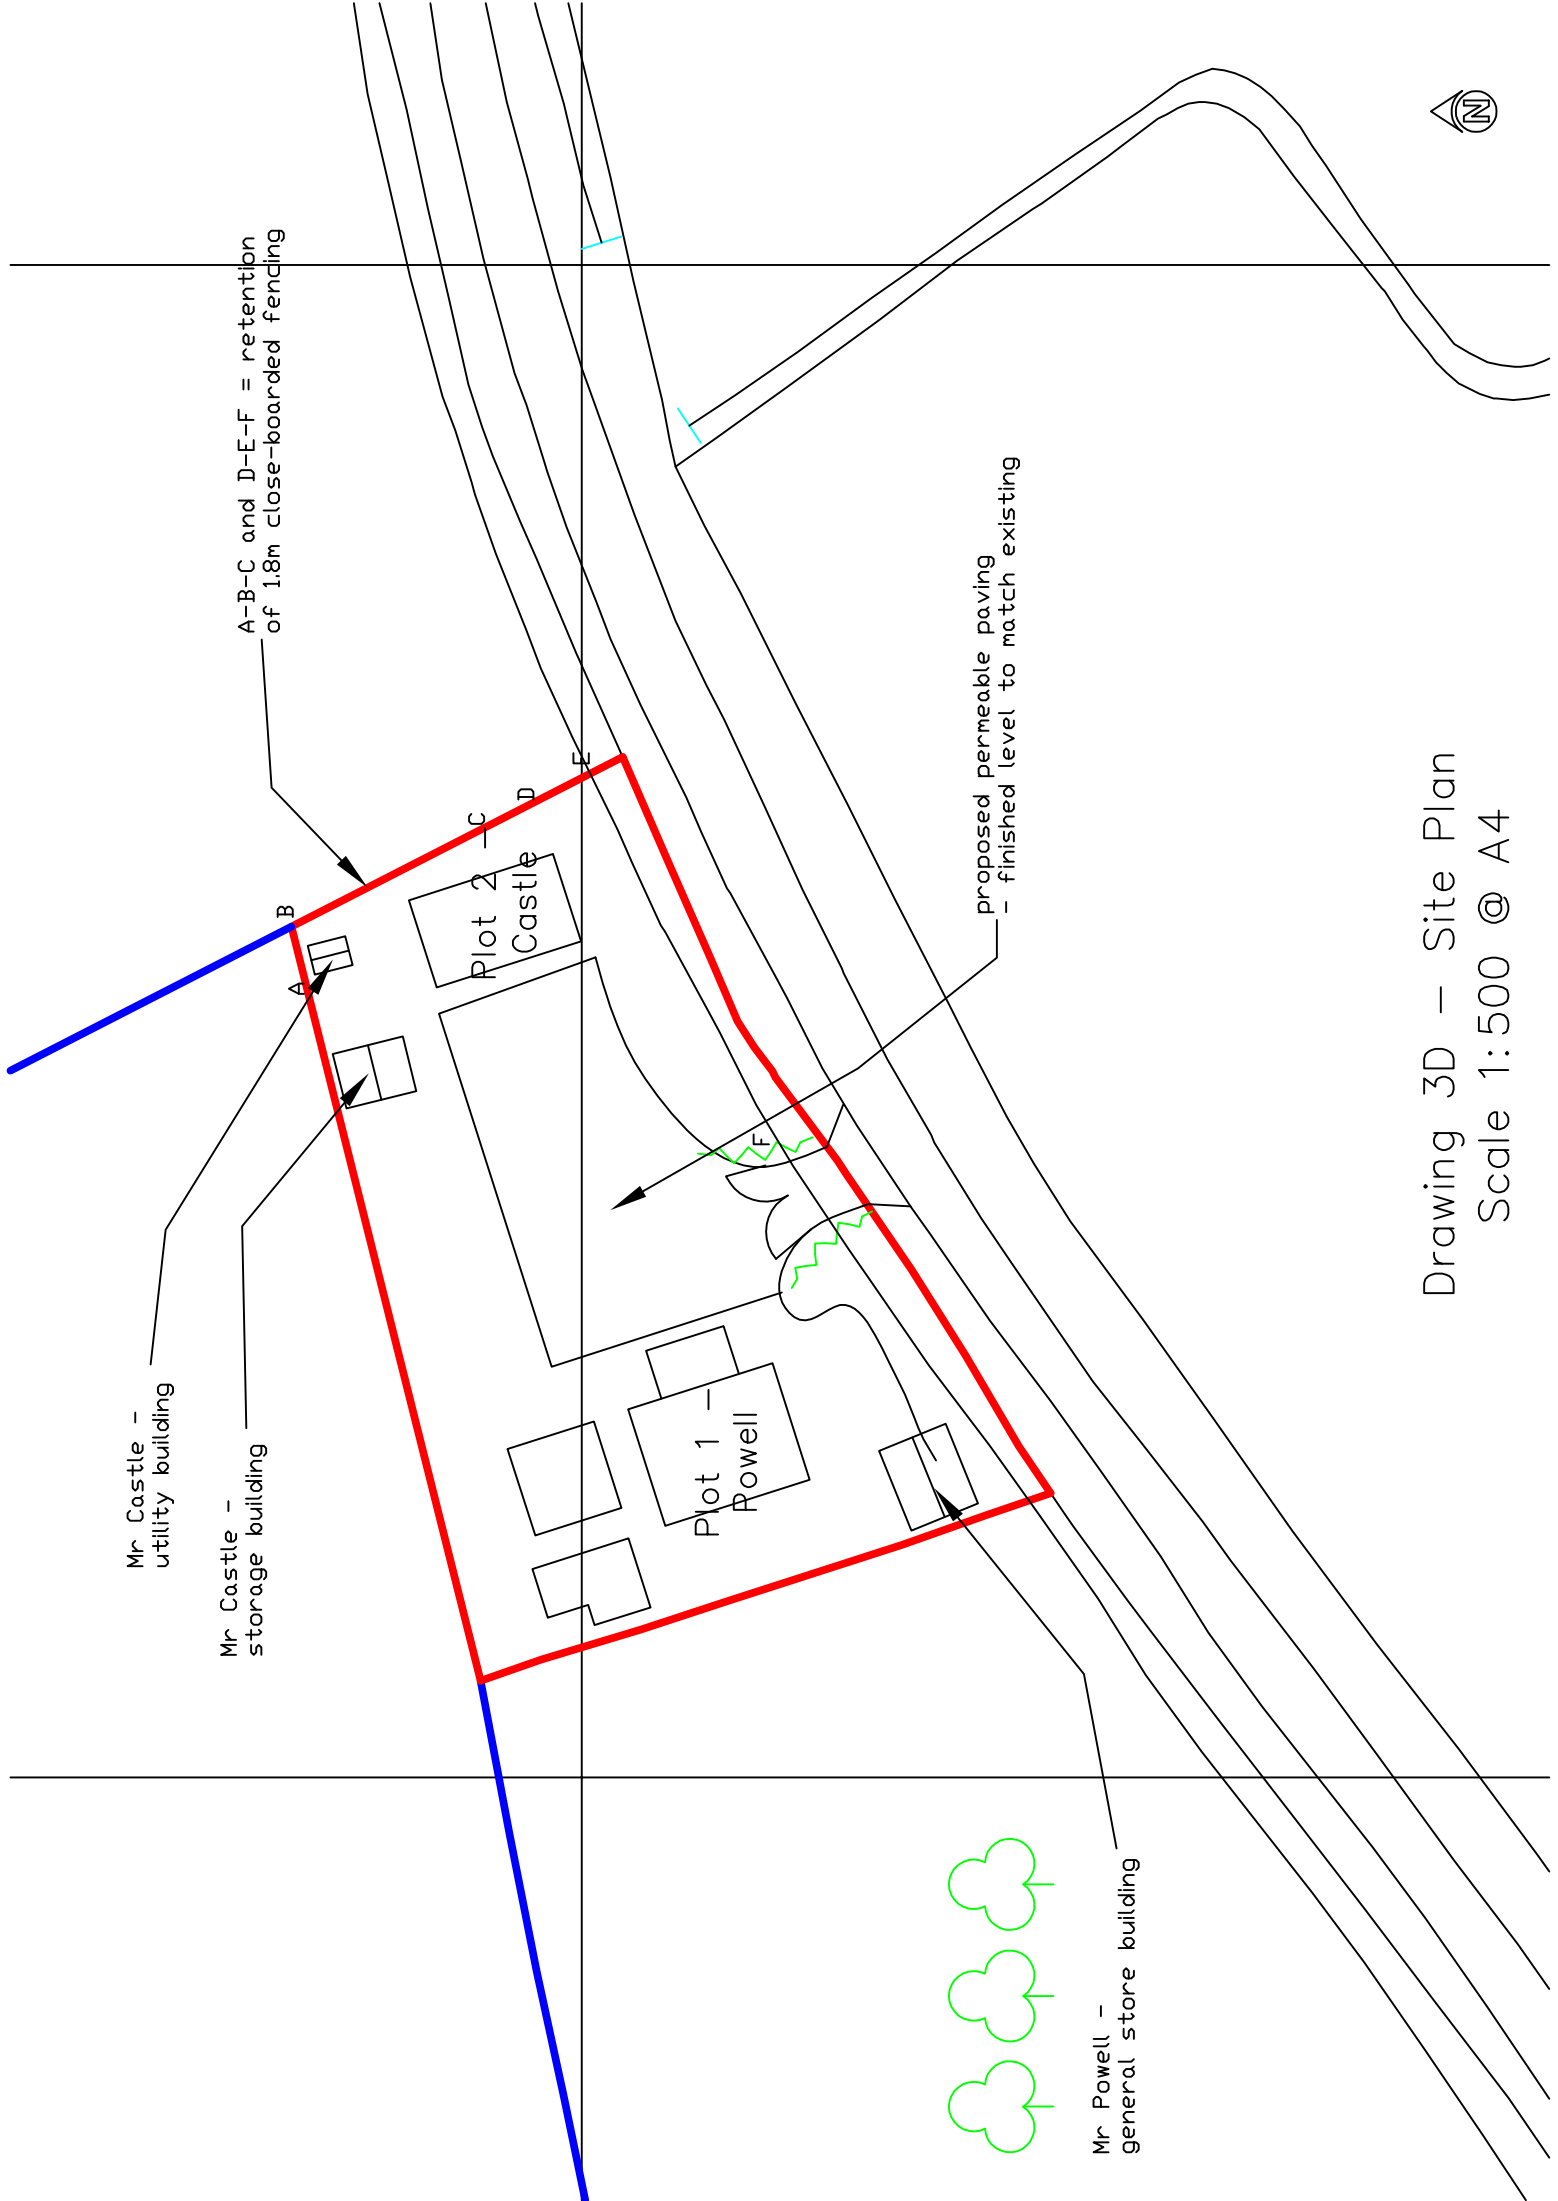 Mr Castle -
utility building
Mr Castle -
storage building
A-B-C and D-E-F = retention
of 1.8m close-boarded fencing
A
B
C
D
E
F
Plot 2 -
Castle
Plot 1 -
Powell
proposed permeable paving
- finished level to match existing
Mr Powell -
general store building
Drawing 3D - Site Plan
Scale 1:500 @ A4
N